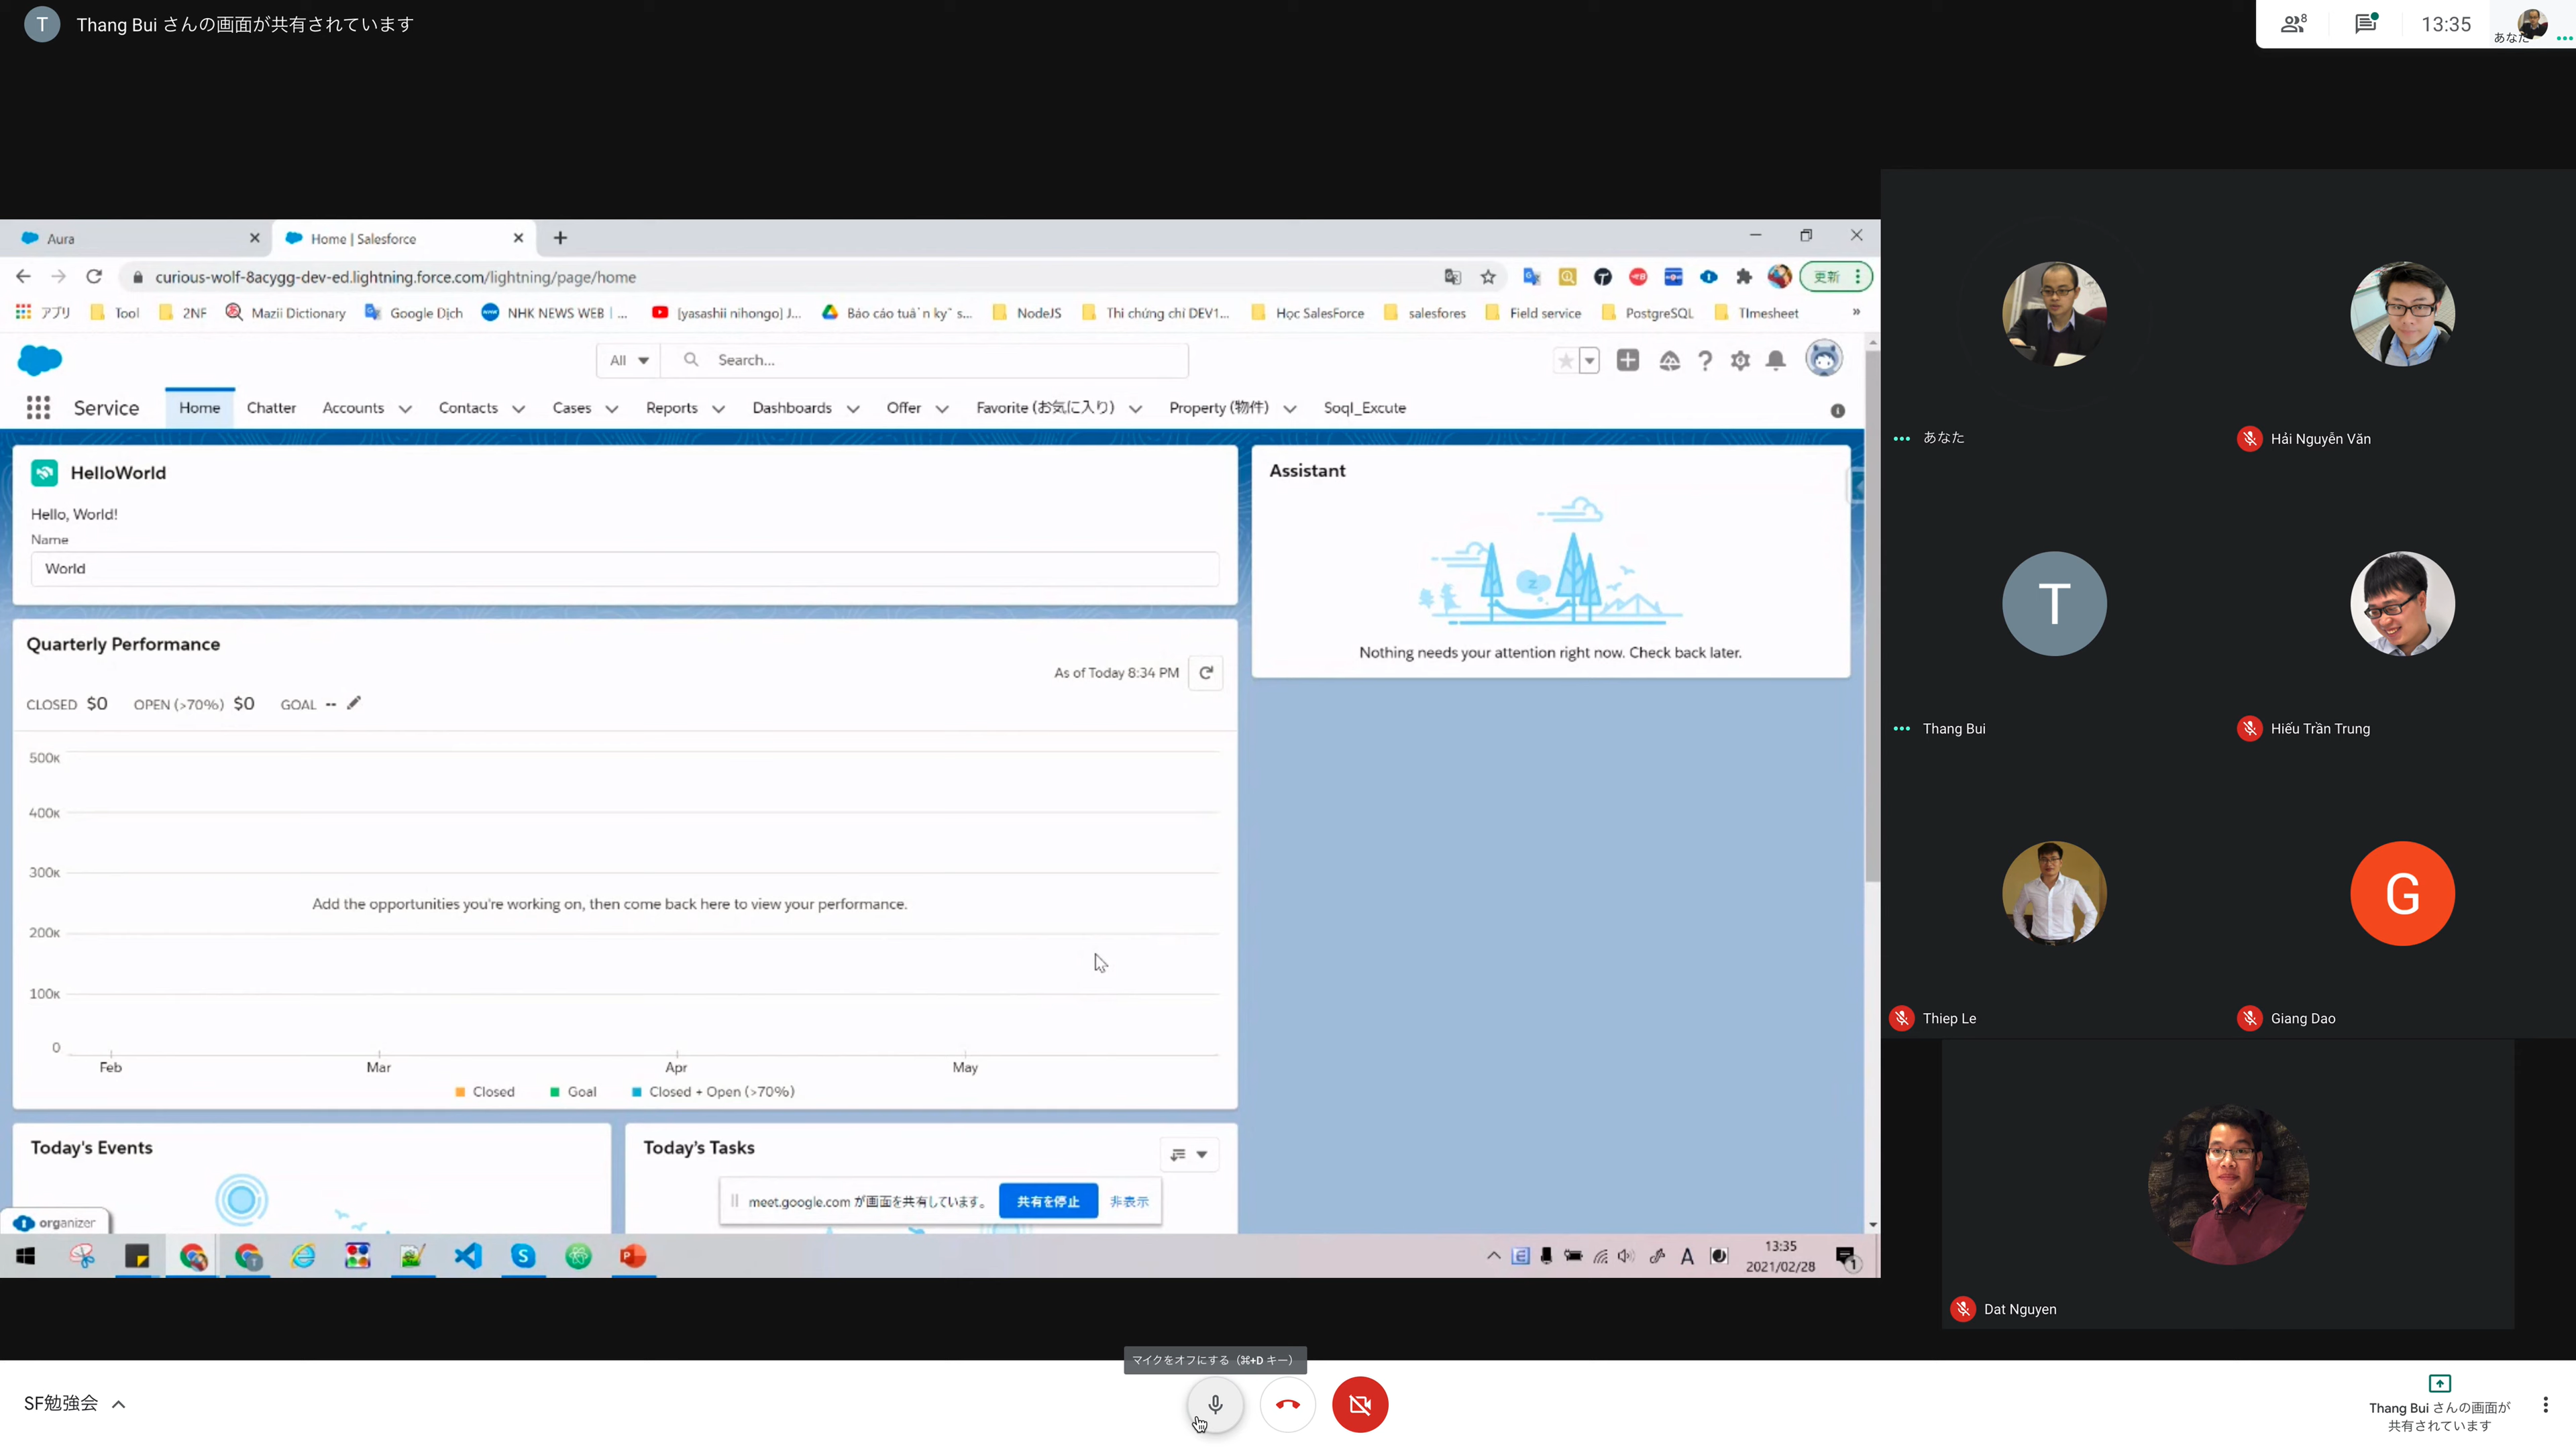 T Thang Bui さんの画面が共有されています
8
13:35
あなた
Aura
Home | Salesforce
curious-wolf-8acygg-dev-ed.lightning.force.com/lightning/page/home
更新
アプリ Tool 2NF Mazii Dictionary Google Dịch NHK NEWS WEB | ... [yasashii nihongo] J... Báo cáo tuâ`n ky~ s... NodeJS Thi chứng chỉ DEV1... Học SalesForce salesfores Field service PostgreSQL TImesheet »
All Search...
Service Home Chatter Accounts Contacts Cases Reports Dashboards Offer Favorite (お気に入り) Property (物件) Soql_Excute
HelloWorld
Hello, World!
Name
World
Assistant
Nothing needs your attention right now. Check back later.
Quarterly Performance
As of Today 8:34 PM
CLOSED $0 OPEN (>70%) $0 GOAL --
500K
400K
300K
Add the opportunities you're working on, then come back here to view your performance.
200K
100K
0
Feb Mar Apr May
Closed Goal Closed + Open (>70%)
Today's Events
Today's Tasks
meet.google.com が画面を共有しています。 共有を停止 非表示
organizer
A
13:35
2021/02/28
1
あなた
Hải Nguyễn Văn
T
Thang Bui
Hiếu Trần Trung
Thiep Le
G
Giang Dao
Dat Nguyen
マイクをオフにする（⌘+D キー）
SF勉強会
Thang Bui さんの画面が
共有されています